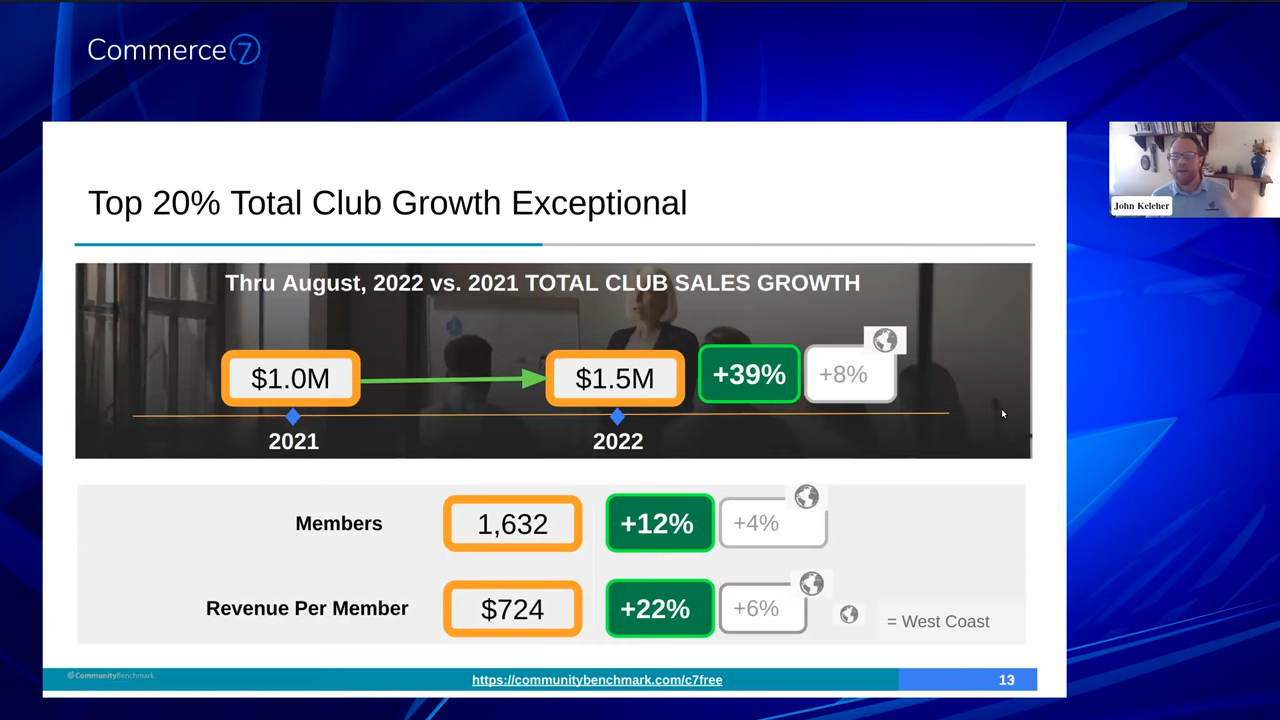 Commerce7
John Keleher
Top 20% Total Club Growth Exceptional
Thru August, 2022 vs. 2021 TOTAL CLUB SALES GROWTH
$1.0M
$1.5M
+39%
+8%
2021
2022
Members
1,632
+12%
+4%
Revenue Per Member
$724
+22%
+6%
= West Coast
CommunityBenchmark
https://communitybenchmark.com/c7free
13